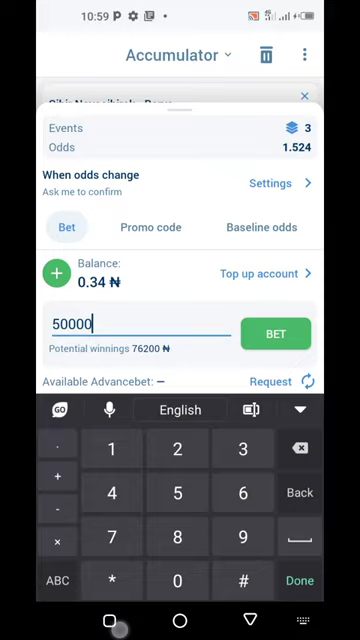 10:59 P
Accumulator
Events 3
Odds 1.524
When odds change
Ask me to confirm
Settings
Bet Promo code Baseline odds
Balance:
0.34 ₦
Top up account
50000
BET
Potential winnings 76200 ₦
Available Advancebet: –
Request
GO English
. 1 2 3
+
- 4 5 6 Back
× 7 8 9
ABC * 0 # Done